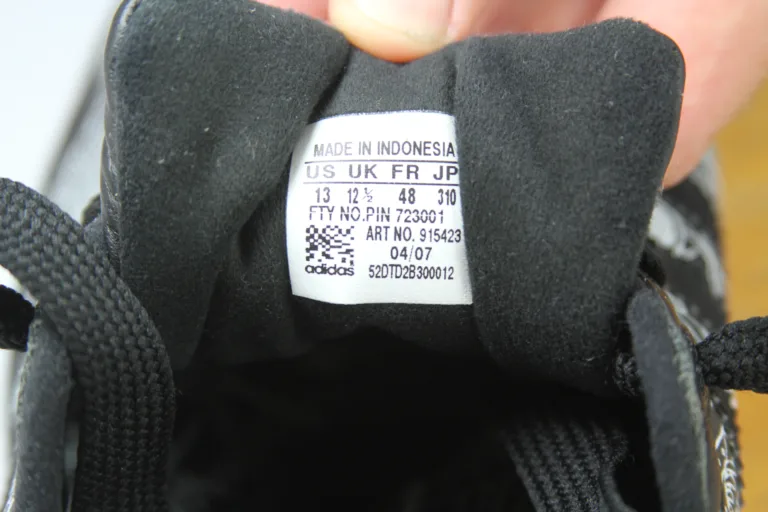 MADE IN INDONESIA
US UK FR JP
13 12½ 48 310
FTY NO.PIN 723001
ART NO. 915423
04/07
adidas 52DTD2B300012